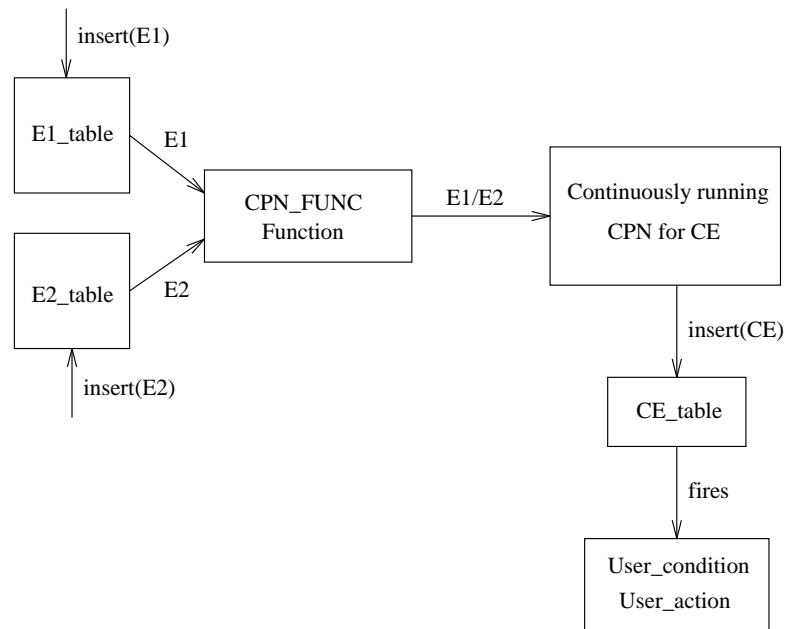 insert(E1)
E1_table
E1
CPN_FUNC
Function
E1/E2
Continuously running
CPN for CE
E2_table
E2
insert(E2)
insert(CE)
CE_table
fires
User_condition
User_action